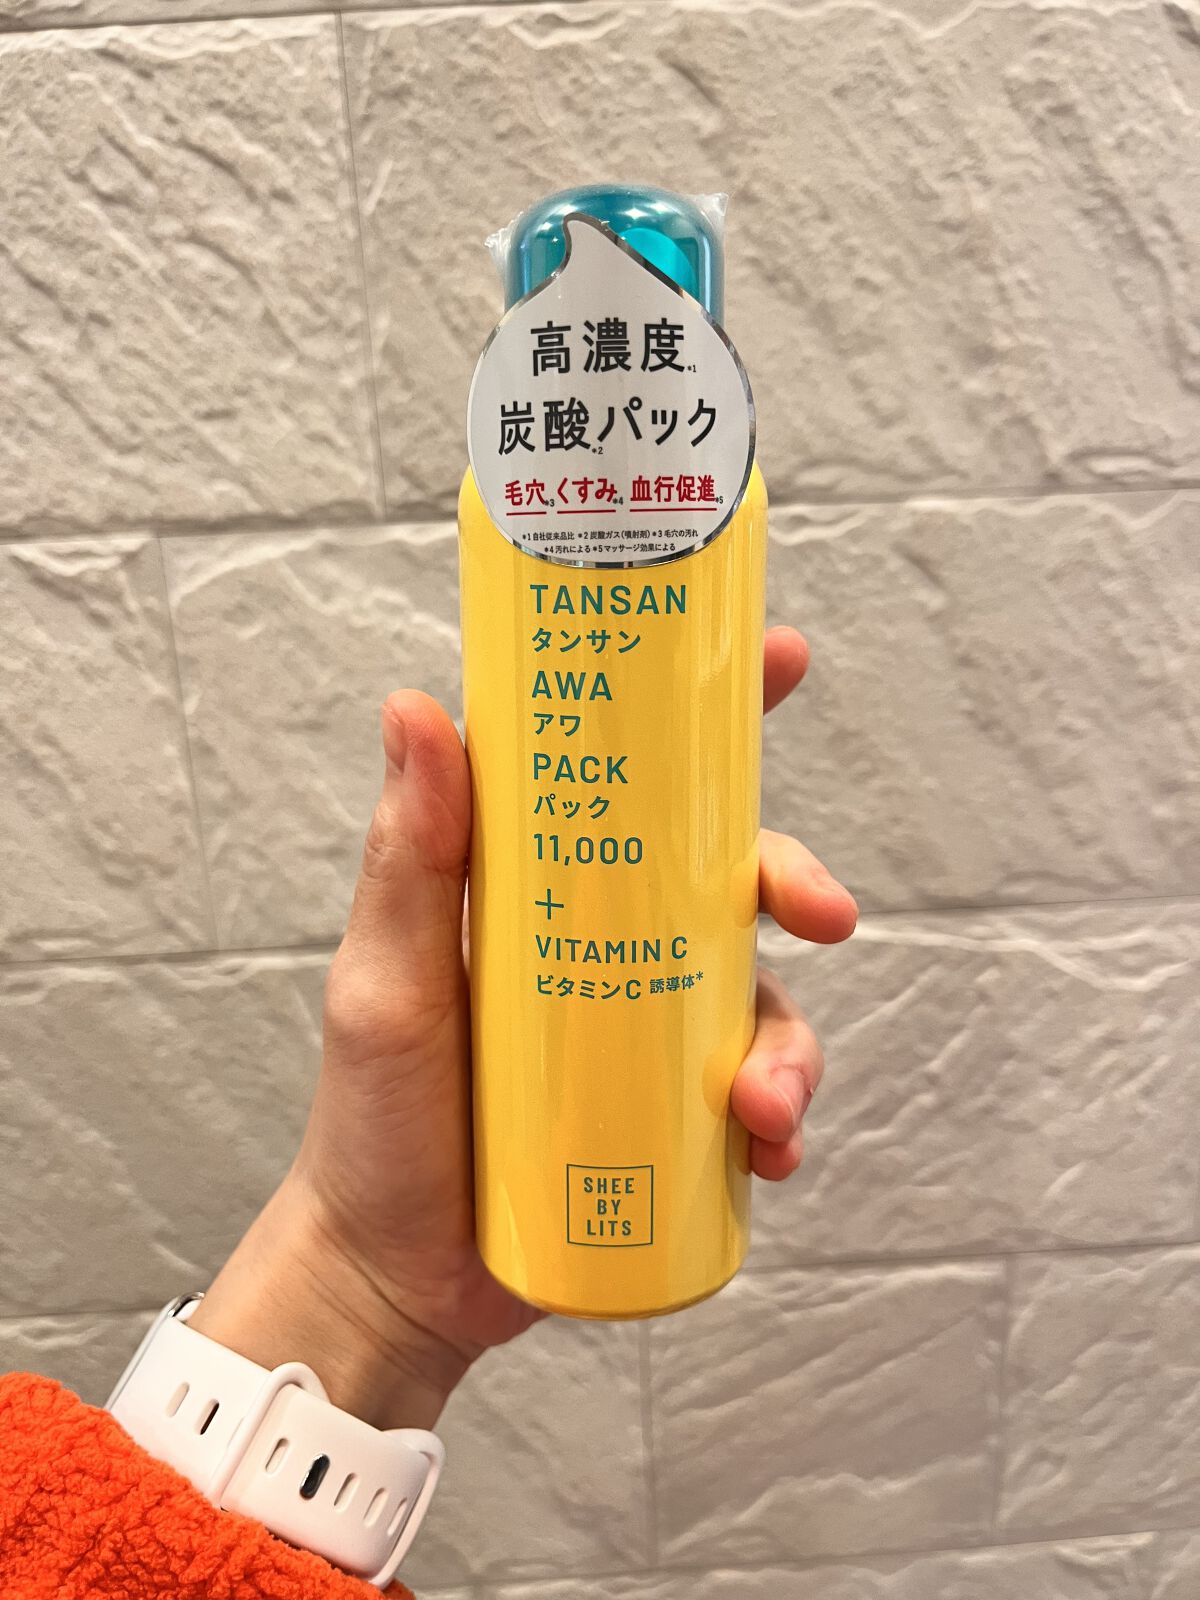 高濃度*1
炭酸*2パック
毛穴*3 くすみ*4 血行促進*5
*1 自社従来品比 *2 炭酸ガス(噴射剤) *3 毛穴の汚れ
*4 汚れによる *5 マッサージ効果による
TANSAN
タンサン
AWA
アワ
PACK
パック
11,000
+
VITAMIN C
ビタミンC 誘導体*
SHEE
BY
LITS